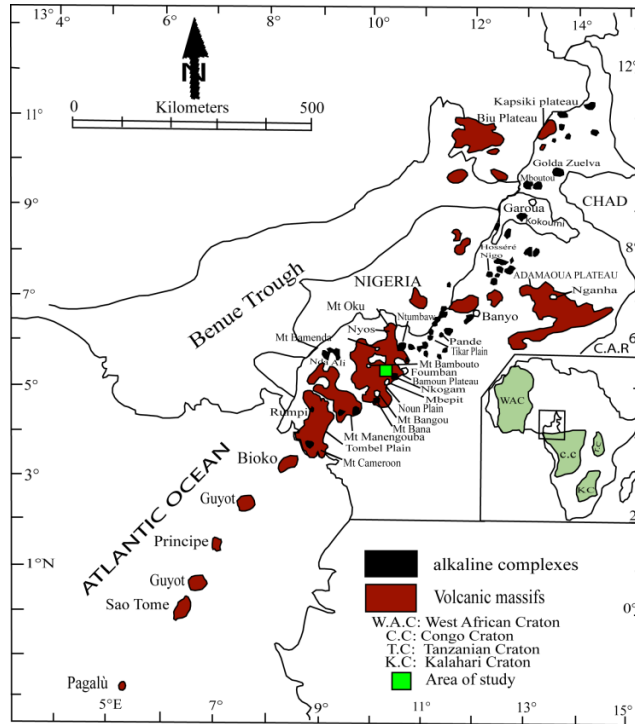 13°
4°
6°
8°
10°
12°
14°
12°
N
Kilometers
0
500
11°
Kapsiki plateau
Biu Plateau
Golda Zuelva
Mboutou
9°
CHAD
Garoua
Kokoumi
8°
Hosséré
Nigo
ADAMAOUA PLATEAU
NIGERIA
Nganha
7°
Benue Trough
Mt Oku
Ntumbaw
Banyo
Nyos
Mt Bamenda
Pande
Tikar Plain
6°
C.A.R
Nda Ali
Mt Bambouto
Foumban
Bamoun Plateau
5°
Nkogam
Mbepit
WAC
Rumpi
Noun Plain
Mt Bangou
Mt Bana
Mt Manengouba
Tombel Plain
C.C
T.C
K.C
3°
Bioko
Mt Cameroon
2
ATLANTIC OCEAN
Guyot
Principe
1°N
alkaline complexes
Guyot
Volcanic massifs
Sao Tome
0°
W.A.C: West African Craton
C.C: Congo Craton
T.C: Tanzanian Craton
K.C: Kalahari Craton
Area of study
Pagalù
5°E
7°
9°
11°
13°
15°